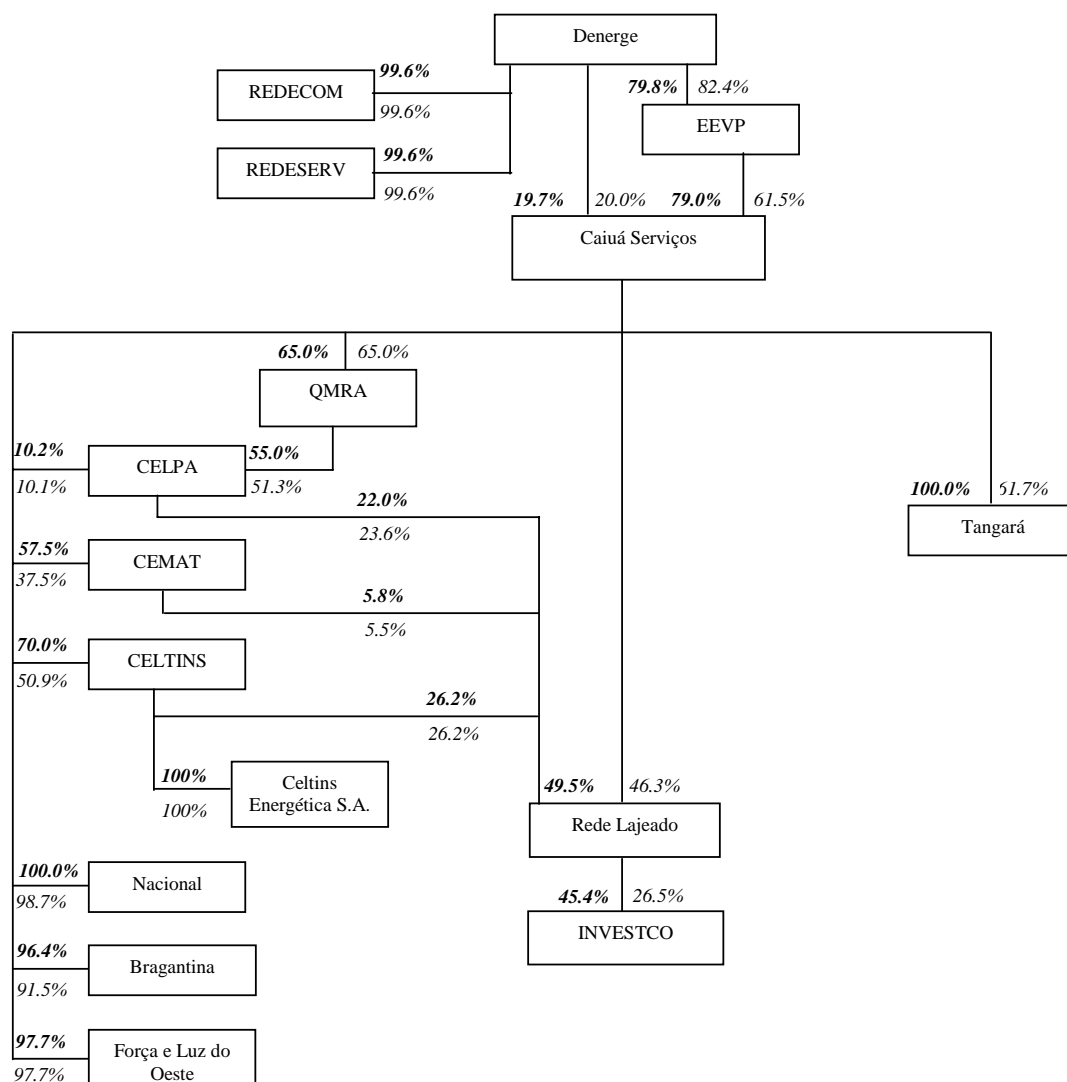 Denerge
99.6%
REDECOM
99.6%
79.8% 82.4%
EEVP
99.6%
REDESERV
99.6%
19.7% 20.0% 79.0% 61.5%
Caiuá Serviços
65.0% 65.0%
QMRA
10.2%
CELPA
55.0%
10.1%
51.3%
22.0%
23.6%
100.0% 61.7%
Tangará
57.5%
CEMAT
37.5%
5.8%
5.5%
70.0%
CELTINS
50.9%
26.2%
26.2%
100%
Celtins
Energética S.A.
100%
49.5% 46.3%
Rede Lajeado
100.0%
Nacional
98.7%
45.4% 26.5%
INVESTCO
96.4%
Bragantina
91.5%
97.7%
Força e Luz do
Oeste
97.7%